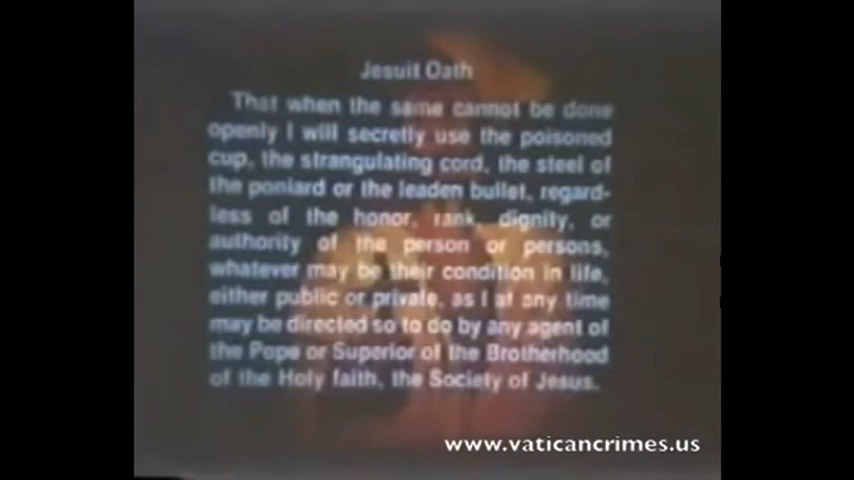 Jesuit Oath
That when the same cannot be done
openly I will secretly use the poisoned
cup, the strangulating cord, the steel of
the poniard or the leaden bullet, regard-
less of the honor, rank, dignity, or
authority of the person or persons,
whatever may be their condition in life,
either public or private, as I at any time
may be directed so to do by any agent of
the Pope or Superior of the Brotherhood
of the Holy faith, the Society of Jesus.
www.vaticancrimes.us